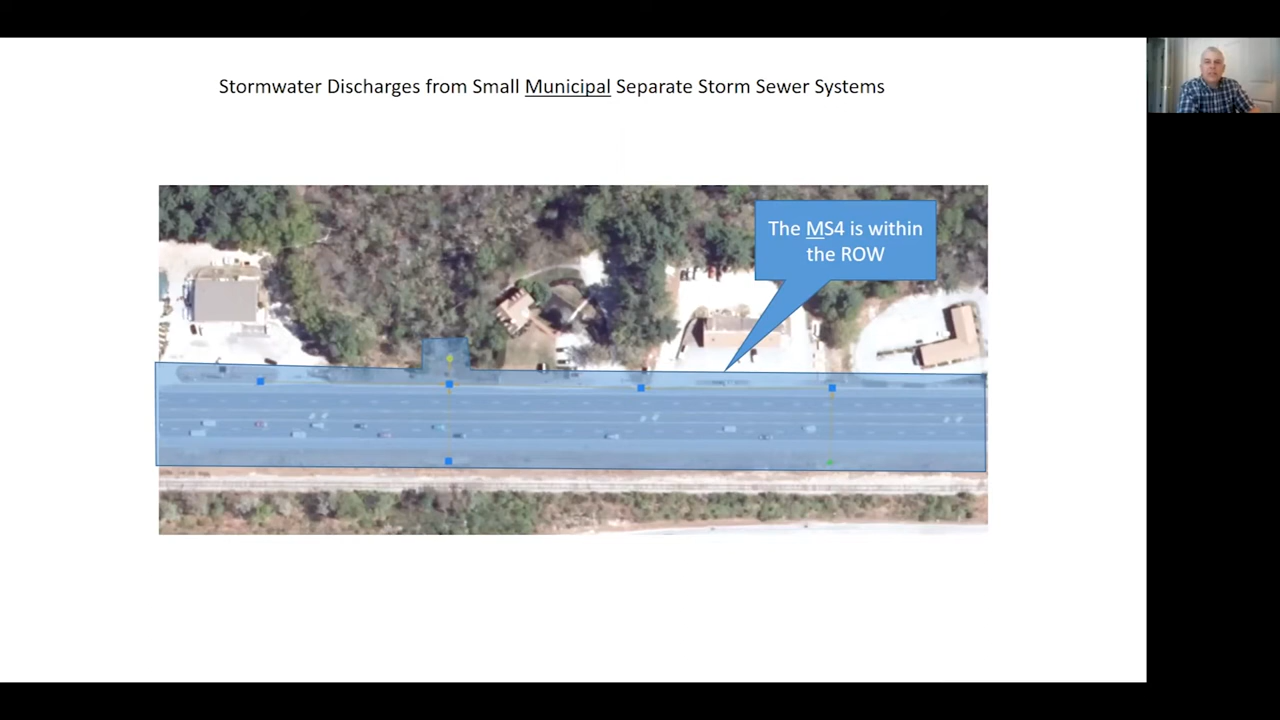 Stormwater Discharges from Small Municipal Separate Storm Sewer Systems
The MS4 is within
the ROW